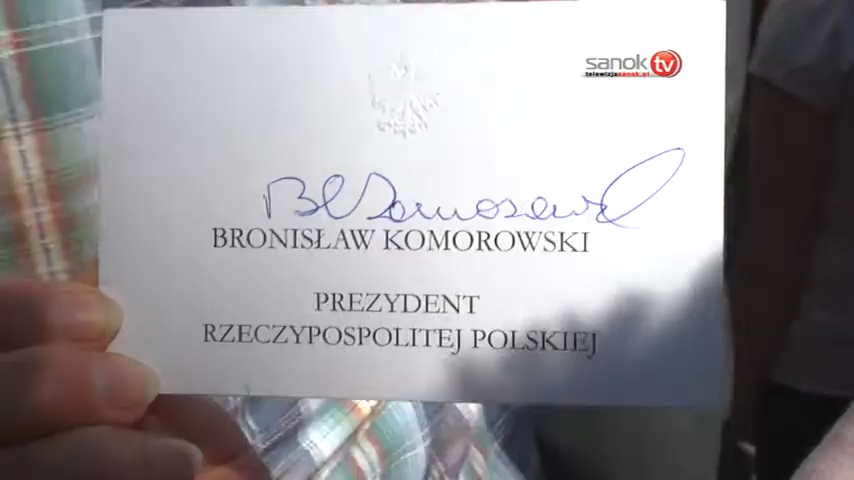 sanok tv
telewizjasanok.pl
BRONISŁAW KOMOROWSKI
PREZYDENT
RZECZYPOSPOLITEJ POLSKIEJ